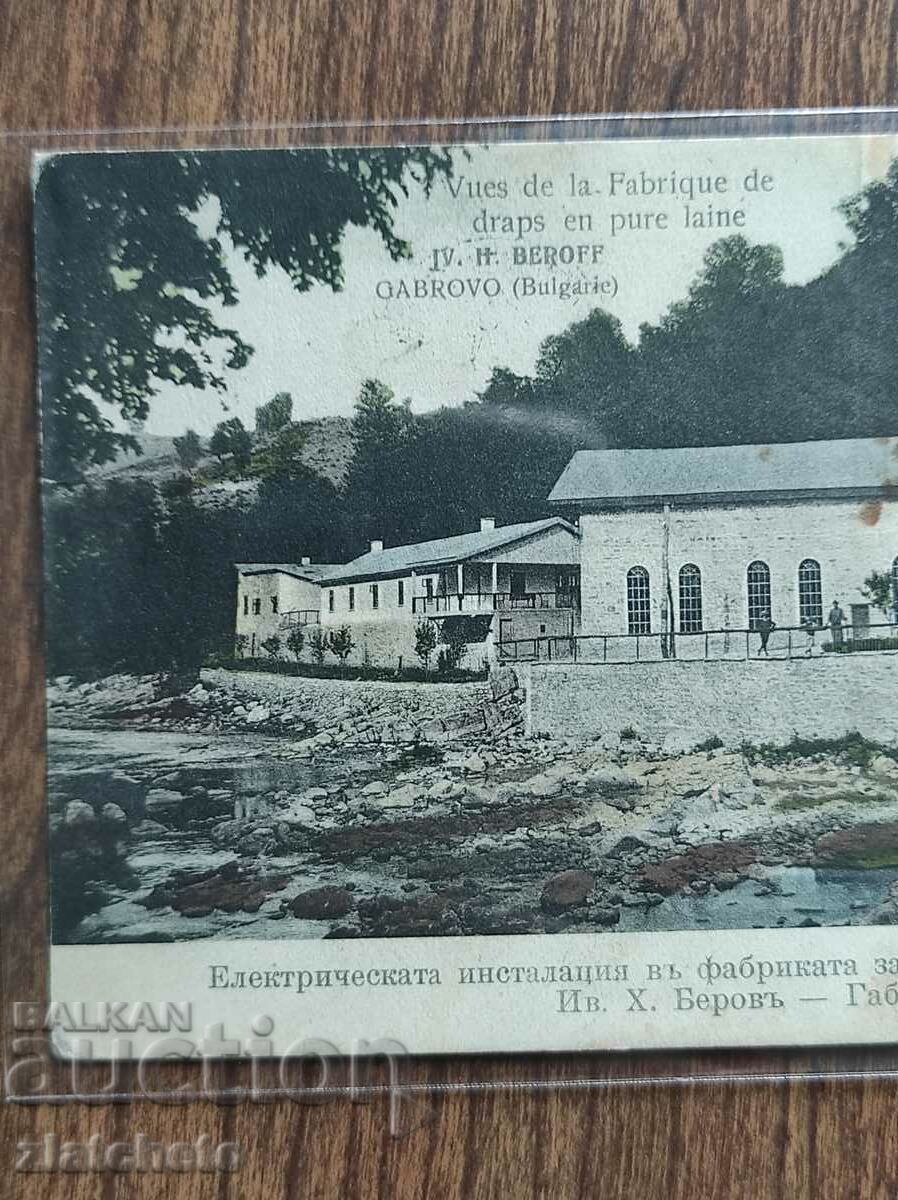 Vues de la Fabrique de
draps en pure laine
IV. H. BEROFF
GABROVO (Bulgarie)
Електрическата инсталация въ фабриката за
Ив. Х. Беровъ — Габ
BALKAN
auction
zlatcheto